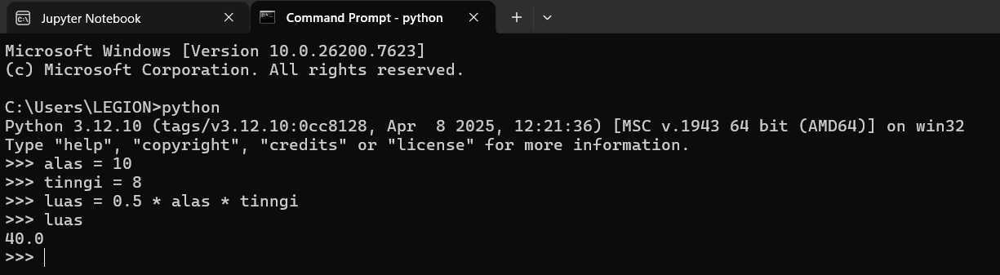 Jupyter Notebook
Command Prompt - python
Microsoft Windows [Version 10.0.26200.7623]
(c) Microsoft Corporation. All rights reserved.
C:\Users\LEGION>python
Python 3.12.10 (tags/v3.12.10:0cc8128, Apr  8 2025, 12:21:36) [MSC v.1943 64 bit (AMD64)] on win32
Type "help", "copyright", "credits" or "license" for more information.
>>> alas = 10
>>> tinngi = 8
>>> luas = 0.5 * alas * tinngi
>>> luas
40.0
>>>